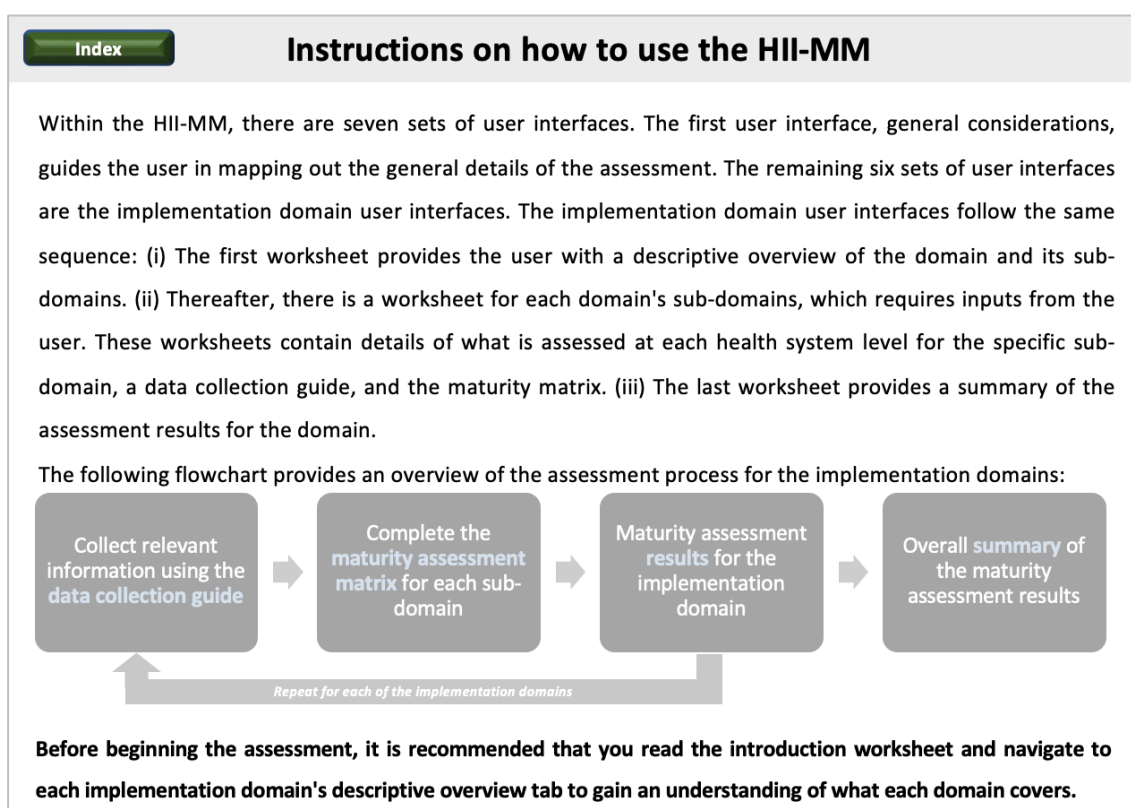 Index
Instructions on how to use the HII-MM
Within the HII-MM, there are seven sets of user interfaces. The first user interface, general considerations,
guides the user in mapping out the general details of the assessment. The remaining six sets of user interfaces
are the implementation domain user interfaces. The implementation domain user interfaces follow the same
sequence: (i) The first worksheet provides the user with a descriptive overview of the domain and its sub-
domains. (ii) Thereafter, there is a worksheet for each domain's sub-domains, which requires inputs from the
user. These worksheets contain details of what is assessed at each health system level for the specific sub-
domain, a data collection guide, and the maturity matrix. (iii) The last worksheet provides a summary of the
assessment results for the domain.
The following flowchart provides an overview of the assessment process for the implementation domains:
Collect relevant
information using the
data collection guide
Complete the
maturity assessment
matrix for each sub-
domain
Maturity assessment
results for the
implementation
domain
Overall summary of
the maturity
assessment results
Repeat for each of the implementation domains
Before beginning the assessment, it is recommended that you read the introduction worksheet and navigate to
each implementation domain's descriptive overview tab to gain an understanding of what each domain covers.